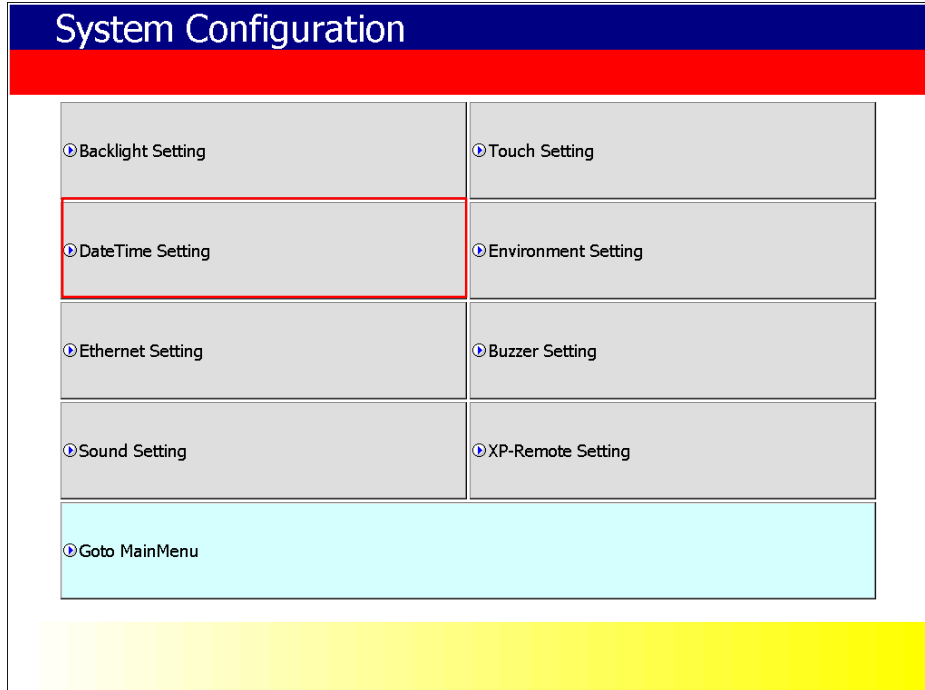 System Configuration
Backlight Setting
Touch Setting
DateTime Setting
Environment Setting
Ethernet Setting
Buzzer Setting
Sound Setting
XP-Remote Setting
Goto MainMenu